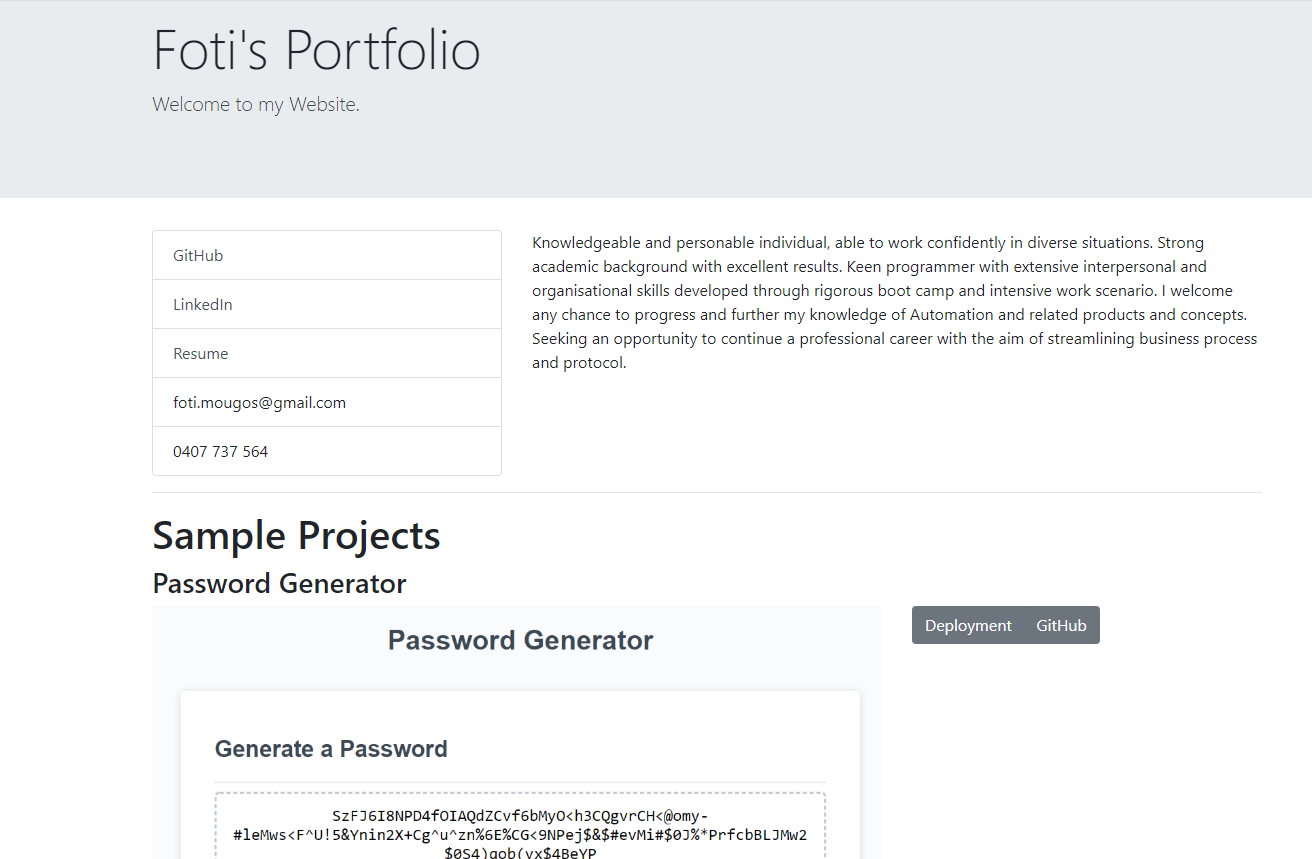 Foti's Portfolio
Welcome to my Website.
GitHub
LinkedIn
Resume
foti.mougos@gmail.com
0407 737 564
Knowledgeable and personable individual, able to work confidently in diverse situations. Strong
academic background with excellent results. Keen programmer with extensive interpersonal and
organisational skills developed through rigorous boot camp and intensive work scenario. I welcome
any chance to progress and further my knowledge of Automation and related products and concepts.
Seeking an opportunity to continue a professional career with the aim of streamlining business process
and protocol.
Sample Projects
Password Generator
Deployment GitHub
Password Generator
Generate a Password
SzFJ6I8NPD4fOIAQdZCvf6bMyO<h3CQgvrCH<@omy-
#leMws<F^U!5&Ynin2X+Cg^u^zn%6E%CG<9NPej$&$#evMi#$0J%*PrfcbBLJMw2